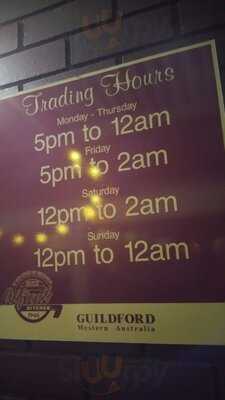 Trading Hours
Monday - Thursday
5pm to 12am
Friday
5pm to 2am
Saturday
12pm to 2am
Sunday
12pm to 12am
KITCHEN
GUILDFORD
Western Australia